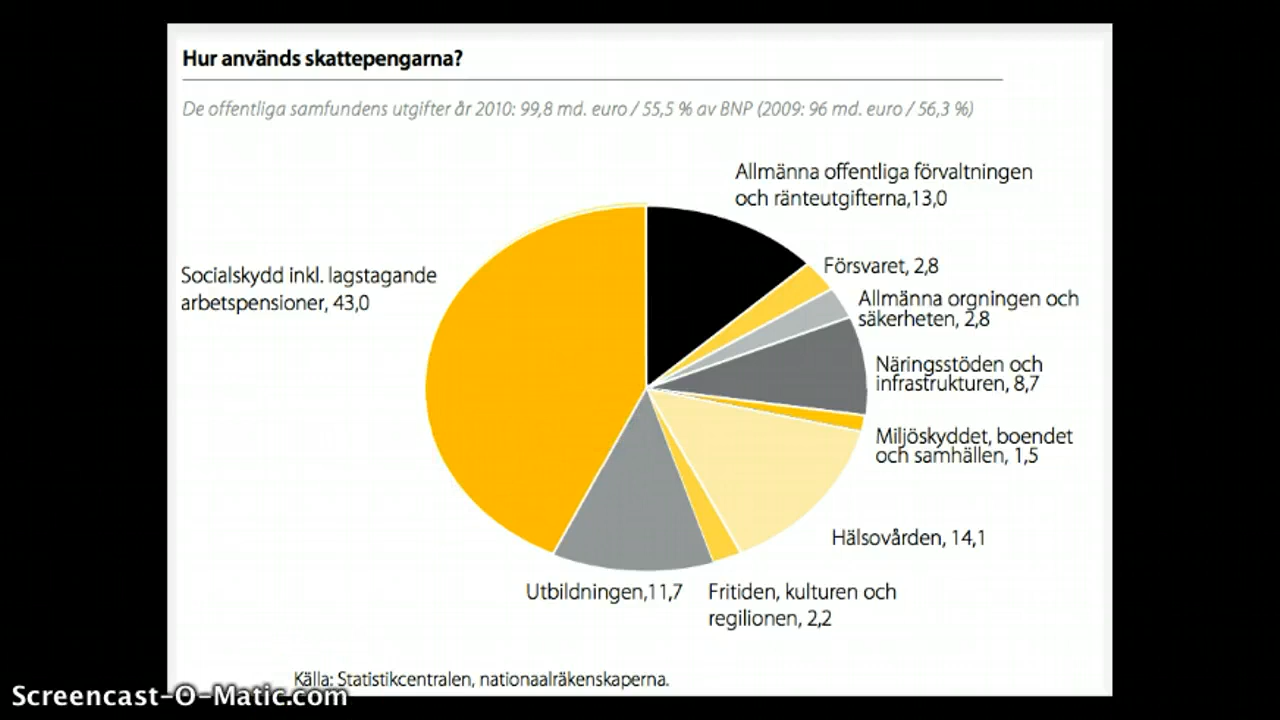 Hur används skattepengarna?
De offentliga samfundens utgifter år 2010: 99,8 md. euro / 55,5 % av BNP (2009: 96 md. euro / 56,3 %)
Allmänna offentliga förvaltningen
och ränteutgifterna,13,0
Försvaret, 2,8
Allmänna orgningen och
säkerheten, 2,8
Socialskydd inkl. lagstagande
arbetspensioner, 43,0
Näringsstöden och
infrastrukturen, 8,7
Miljöskyddet, boendet
och samhällen, 1,5
Hälsovården, 14,1
Utbildningen,11,7
Fritiden, kulturen och
regilionen, 2,2
Källa: Statistikcentralen, nationaalräkenskaperna.
Screencast-O-Matic.com